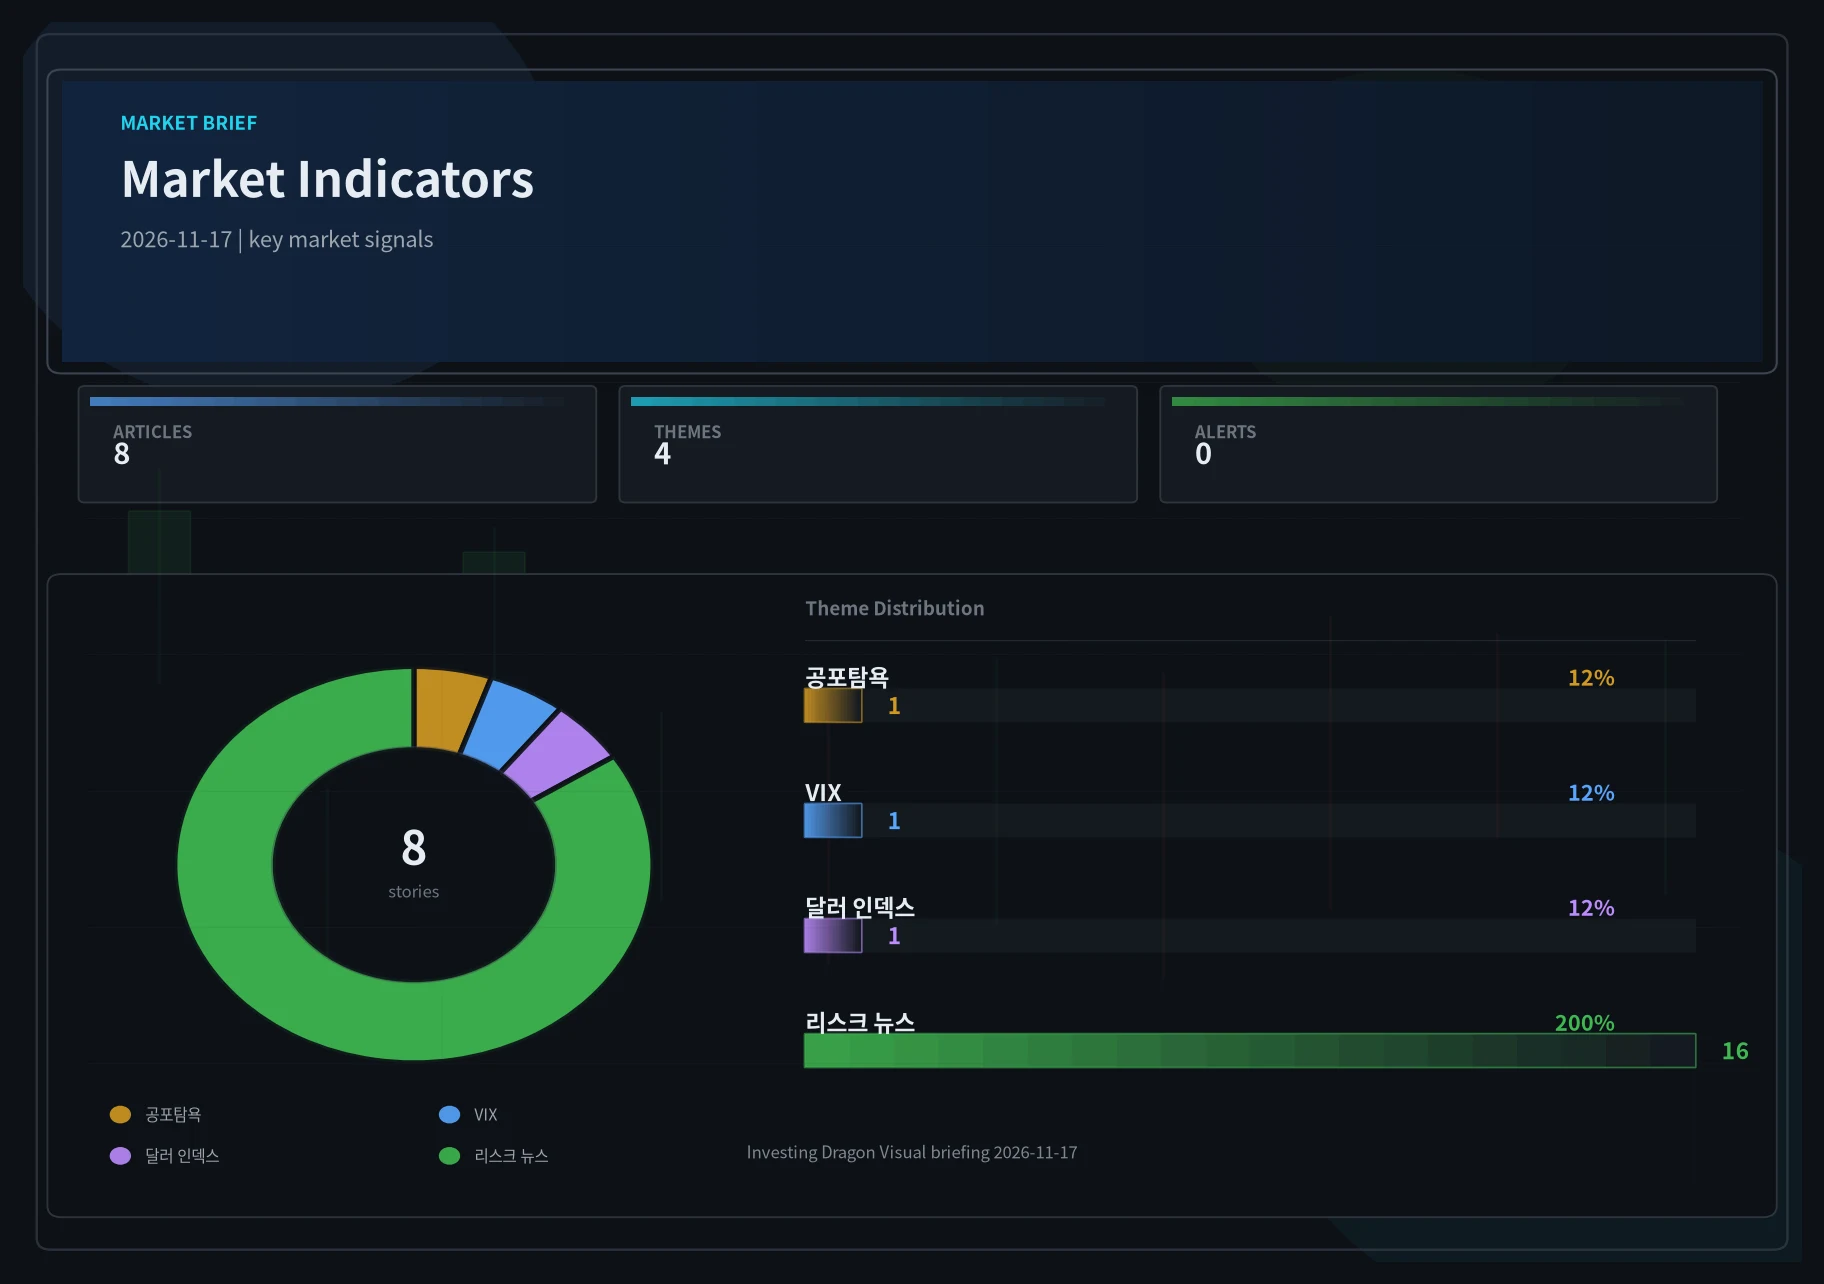 MARKET BRIEF
Market Indicators
2026-11-17 | key market signals
ARTICLES
8
THEMES
4
ALERTS
0
Theme Distribution
공포탐욕
12%
1
VIX
12%
1
달러 인덱스
12%
1
리스크 뉴스
200%
16
8
stories
공포탐욕
VIX
달러 인덱스
리스크 뉴스
Investing Dragon Visual briefing 2026-11-17